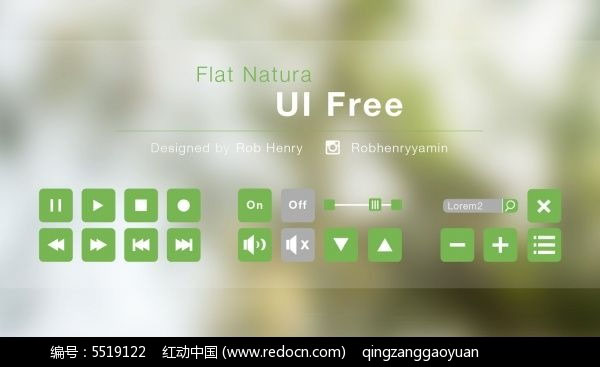 Flat Natura
UI Free
Designed by Rob Henry Robhenryyamin
On Off Lorem2
编号：5519122 红动中国 (www.redocn.com) qingzanggaoyuan